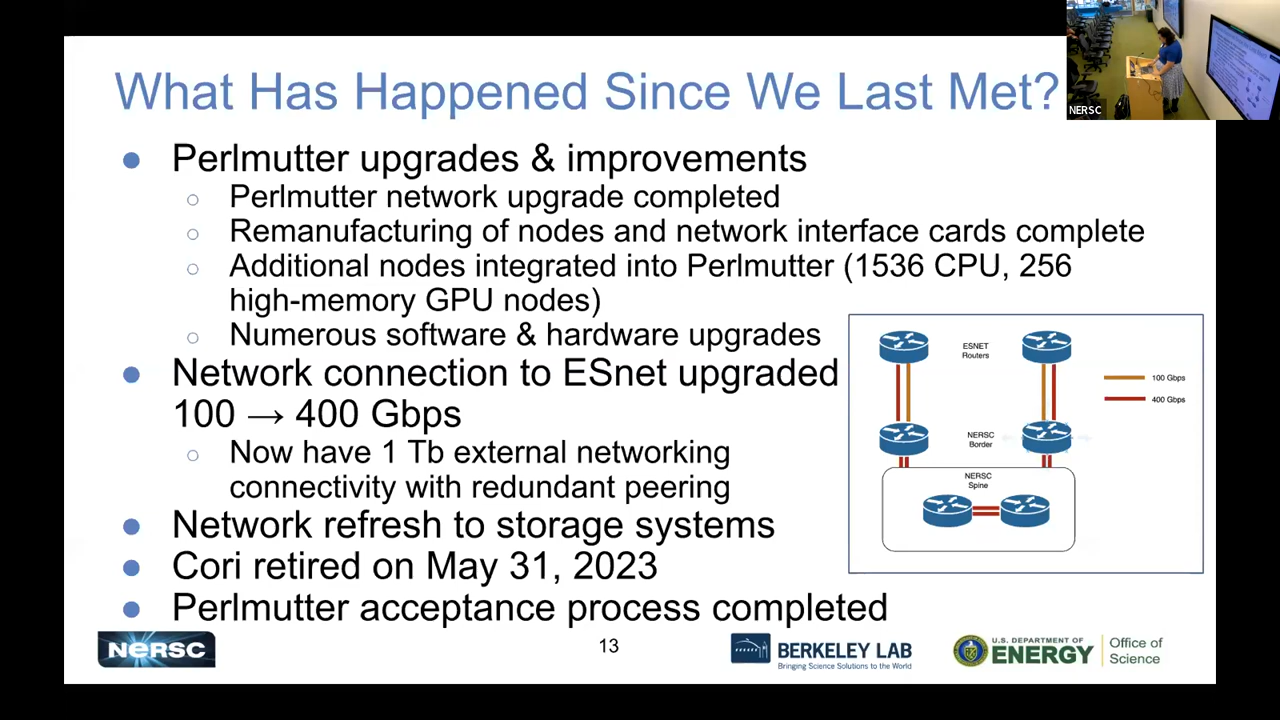 What Has Happened Since We Last Met?
NERSC
● Perlmutter upgrades & improvements
○ Perlmutter network upgrade completed
○ Remanufacturing of nodes and network interface cards complete
○ Additional nodes integrated into Perlmutter (1536 CPU, 256
high-memory GPU nodes)
○ Numerous software & hardware upgrades
● Network connection to ESnet upgraded
100 → 400 Gbps
○ Now have 1 Tb external networking
connectivity with redundant peering
● Network refresh to storage systems
● Cori retired on May 31, 2023
● Perlmutter acceptance process completed
ESNET
Routers
100 Gbps
400 Gbps
NERSC
Border
NERSC
Spine
NERSC
13
BERKELEY LAB
Bringing Science Solutions to the World
U.S. DEPARTMENT OF
ENERGY
Office of
Science